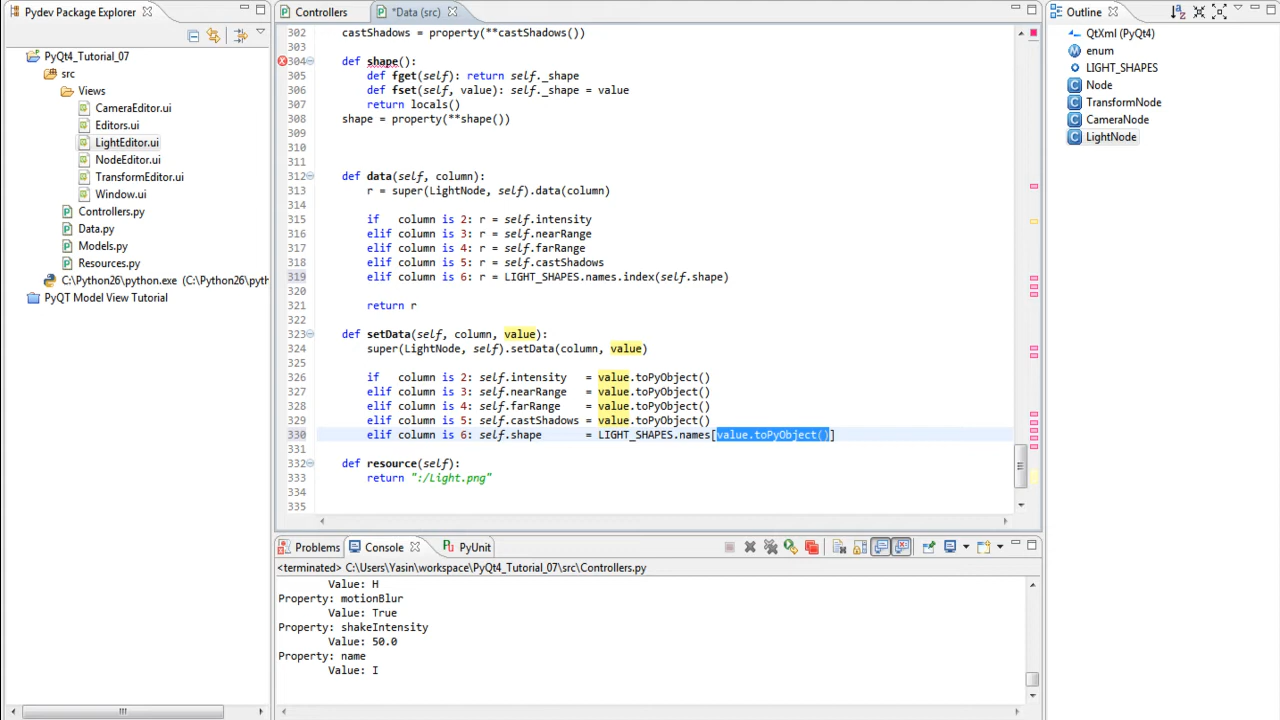 Pydev Package Explorer
PyQt4_Tutorial_07
src
Views
CameraEditor.ui
Editors.ui
LightEditor.ui
NodeEditor.ui
TransformEditor.ui
Window.ui
Controllers.py
Data.py
Models.py
Resources.py
C:\Python26\python.exe (C:\Pyth
PyQT Model View Tutorial
Controllers
*Data (src)
302 castShadows = property(**castShadows())
303
304 def shape():
305 def fget(self): return self._shape
306 def fset(self, value): self._shape = value
307 return locals()
308 shape = property(**shape())
309
310
311
312 def data(self, column):
313 r = super(LightNode, self).data(column)
314
315 if column is 2: r = self.intensity
316 elif column is 3: r = self.nearRange
317 elif column is 4: r = self.farRange
318 elif column is 5: r = self.castShadows
319 elif column is 6: r = LIGHT_SHAPES.names.index(self.shape)
320
321 return r
322
323 def setData(self, column, value):
324 super(LightNode, self).setData(column, value)
325
326 if column is 2: self.intensity = value.toPyObject()
327 elif column is 3: self.nearRange = value.toPyObject()
328 elif column is 4: self.farRange = value.toPyObject()
329 elif column is 5: self.castShadows = value.toPyObject()
330 elif column is 6: self.shape = LIGHT_SHAPES.names[value.toPyObject()]
331
332 def resource(self):
333 return ":/Light.png"
334
335
Problems
Console
PyUnit
<terminated> C:\Users\Yasin\workspace\PyQt4_Tutorial_07\src\Controllers.py
Value: H
Property: motionBlur
Value: True
Property: shakeIntensity
Value: 50.0
Property: name
Value: I
Outline
QtXml (PyQt4)
enum
LIGHT_SHAPES
Node
TransformNode
CameraNode
LightNode